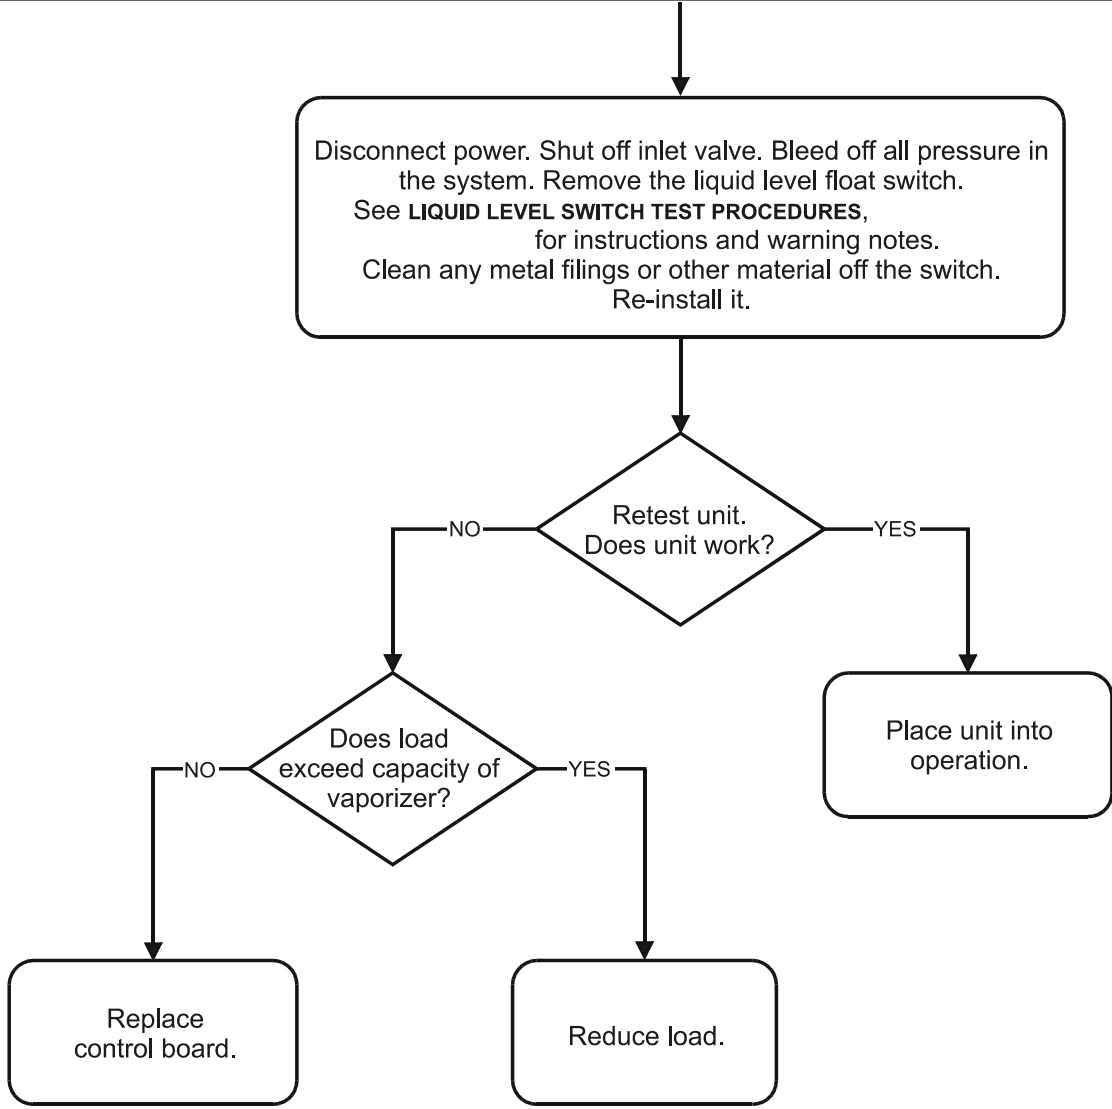 Disconnect power. Shut off inlet valve. Bleed off all pressure in
the system. Remove the liquid level float switch.
See LIQUID LEVEL SWITCH TEST PROCEDURES,
for instructions and warning notes.
Clean any metal filings or other material off the switch.
Re-install it.
Retest unit.
Does unit work?
NO
YES
Does load
exceed capacity of
vaporizer?
NO
YES
Place unit into
operation.
Replace
control board.
Reduce load.